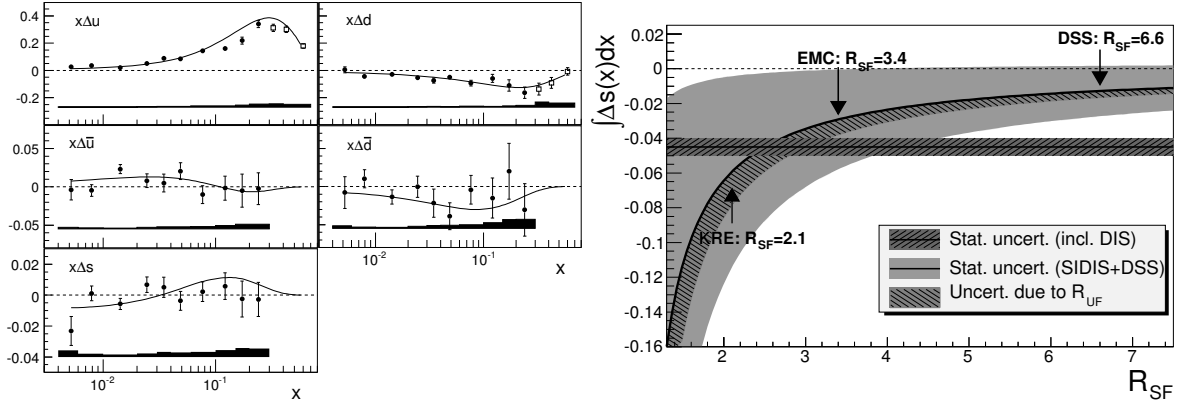 xΔu
0.4
0.2
0
-0.2
xΔd
xΔu̅
0.05
0
-0.05
xΔd̅
10⁻²
10⁻¹
x
xΔs
0.02
0
-0.02
-0.04
10⁻²
10⁻¹
x
∫Δs(x)dx
0
-0.02
-0.04
-0.06
-0.08
-0.1
-0.12
-0.14
-0.16
DSS: R_SF=6.6
EMC: R_SF=3.4
KRE: R_SF=2.1
Stat. uncert. (incl. DIS)
Stat. uncert. (SIDIS+DSS)
Uncert. due to R_UF
2 3 4 5 6 7
R_SF